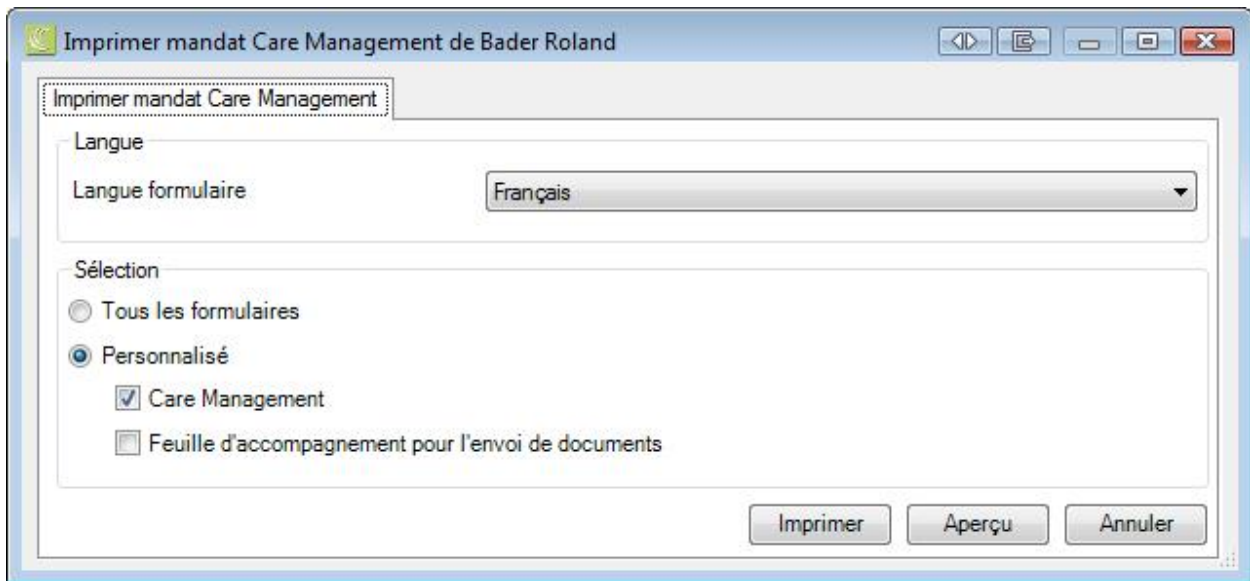 Imprimer mandat Care Management de Bader Roland
Imprimer mandat Care Management
Langue
Langue formulaire
Français
Sélection
Tous les formulaires
Personnalisé
Care Management
Feuille d'accompagnement pour l'envoi de documents
Imprimer Aperçu Annuler